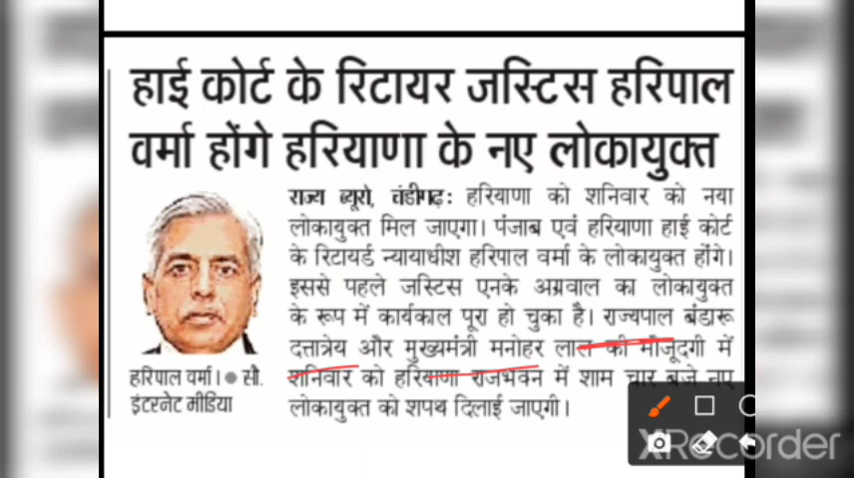 हाई कोर्ट के रिटायर जस्टिस हरिपाल
वर्मा होंगे हरियाणा के नए लोकायुक्त
राज्य ब्यूरो, चंडीगढ़ : हरियाणा को शनिवार को नया
लोकायुक्त मिल जाएगा। पंजाब एवं हरियाणा हाई कोर्ट
के रिटायर्ड न्यायाधीश हरिपाल वर्मा के लोकायुक्त होंगे।
इससे पहले जस्टिस एनके अग्रवाल का लोकायुक्त
के रूप में कार्यकाल पूरा हो चुका है। राज्यपाल बंडारू
दत्तात्रेय और मुख्यमंत्री मनोहर लाल की मौजूदगी में
शनिवार को हरियाणा राजभवन में शाम चार बजे नए
लोकायुक्त को शपथ दिलाई जाएगी।
हरिपाल वर्मा। ● सौ.
इंटरनेट मीडिया
XRecorder